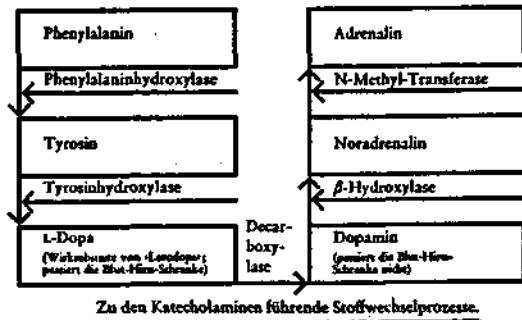 Phenylalanin
Phenylalaninhydroxylase
Tyrosin
Tyrosinhydroxylase
L-Dopa
(Wirksubstanz von «Levodopa»;
passiert die Blut-Hirn-Schranke)
Decar-
boxy-
lase
Adrenalin
N-Methyl-Transferase
Noradrenalin
β-Hydroxylase
Dopamin
(passiert die Blut-Hirn-
Schranke nicht)
Zu den Katecholaminen führende Stoffwechselprozesse.